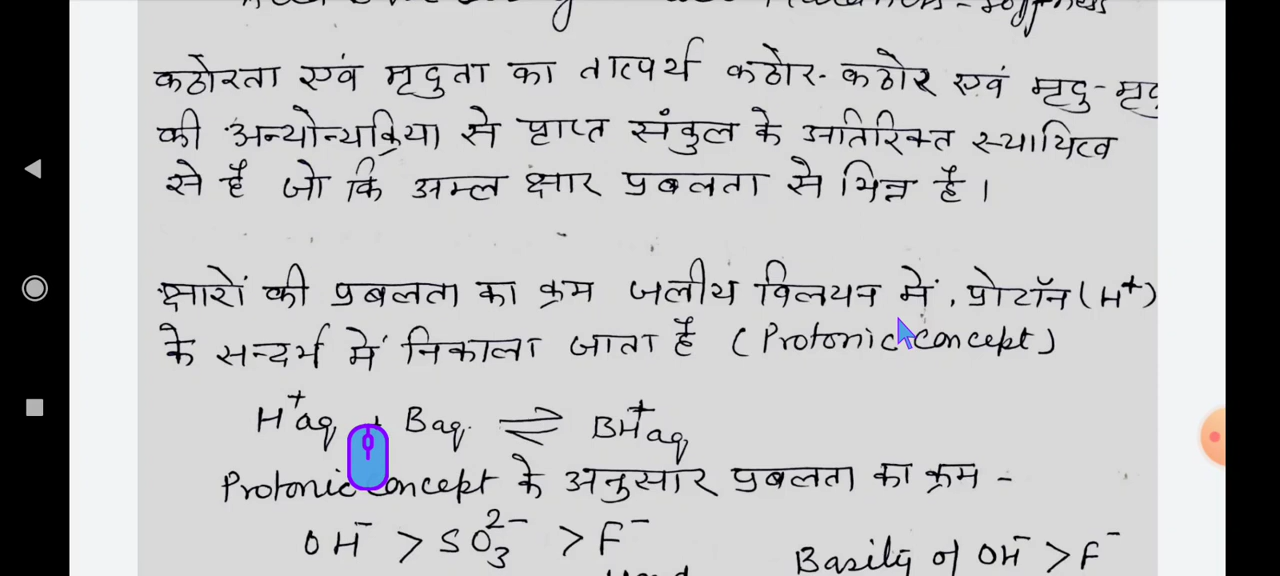 कठोरता एवं मृदुता का तात्पर्य कठोर-कठोर एवं मृदु-मृदु
की अन्योन्यक्रिया से प्राप्त संकुल के अतिरिक्त स्थायित्व
से है जो कि अम्ल क्षार प्रबलता से भिन्न है।
क्षारों की प्रबलता का क्रम जलीय विलयन में, प्रोटॉन (H⁺)
के सन्दर्भ में निकाला जाता है (Protonic Concept)
H⁺aq + Baq. ⇌ BH⁺aq
Protonic Concept के अनुसार प्रबलता का क्रम -
OH⁻ > SO₃²⁻ > F⁻
Basity of OH⁻ > F⁻